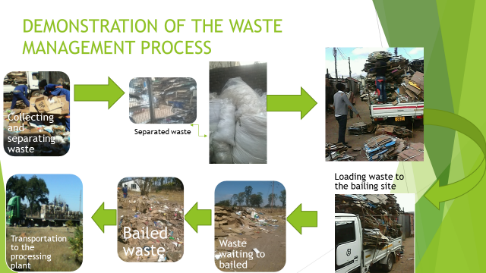 DEMONSTRATION OF THE WASTE
MANAGEMENT PROCESS
Collecting
and
separating
waste
Separated waste
Loading waste to
the bailing site
Waste
waiting to
bailed
Bailed
waste
Transportation
to the
processing
plant